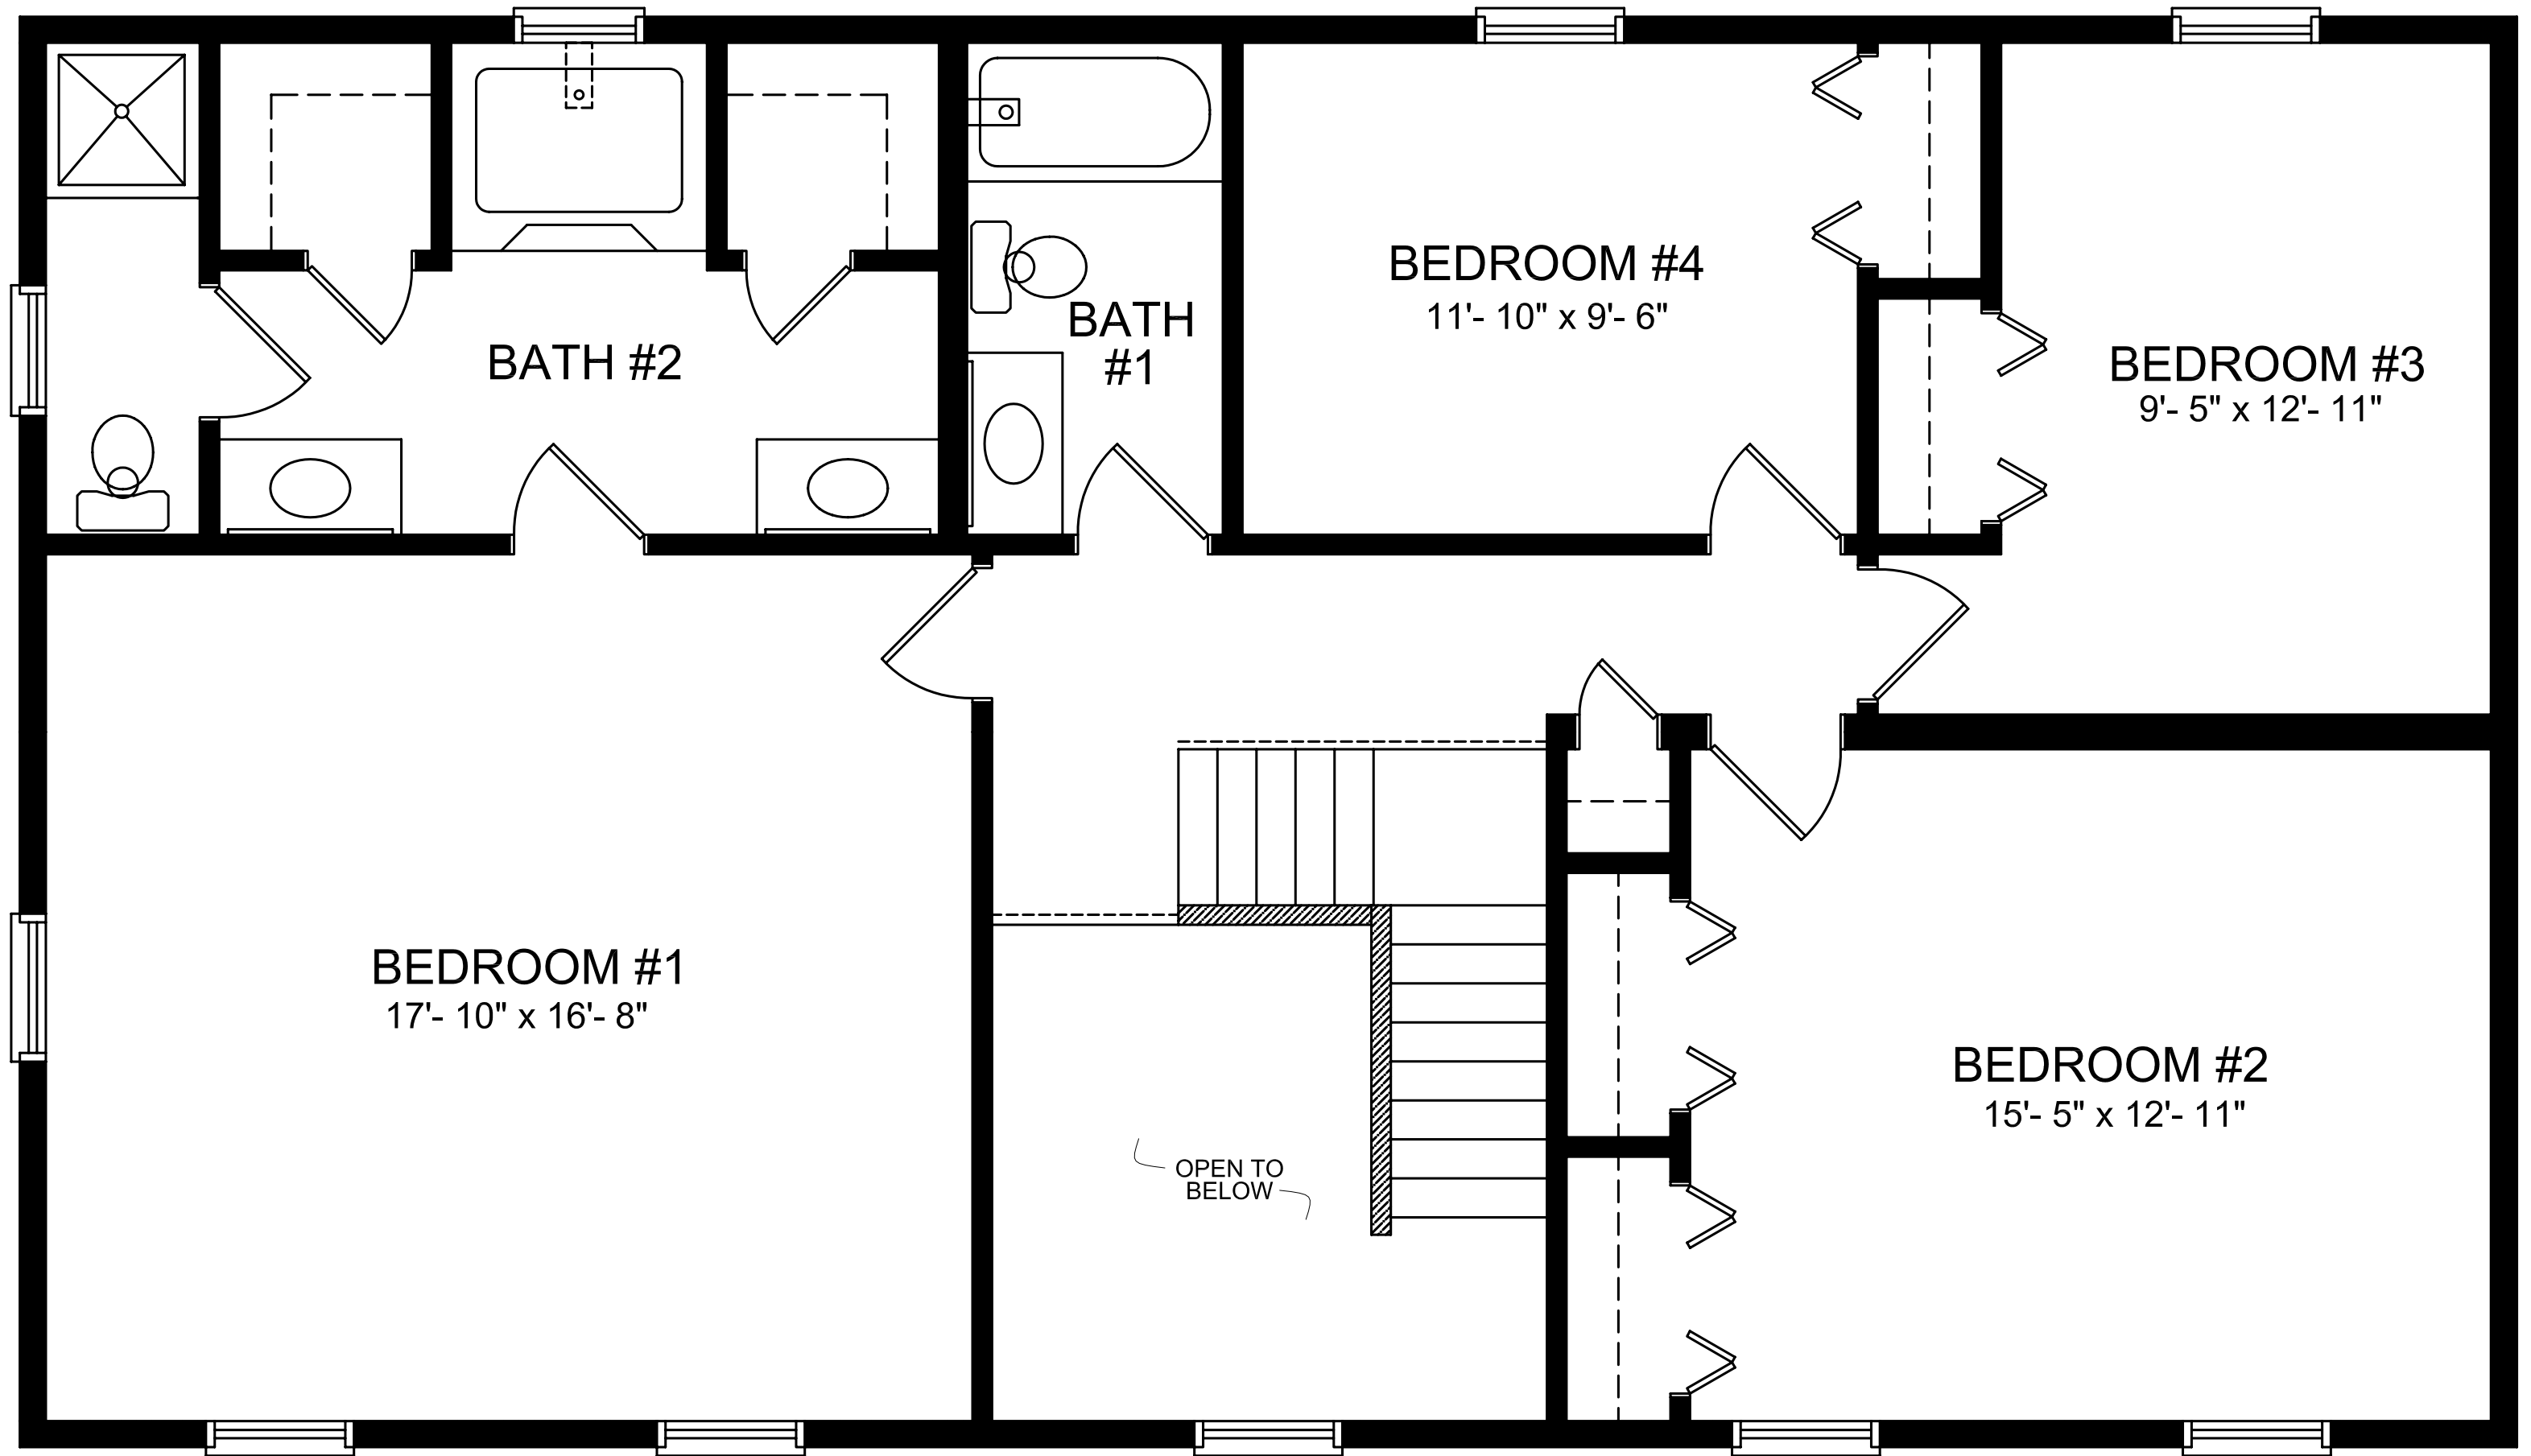 BEDROOM #4
11'- 10" x 9'- 6"
BATH
#1
BATH #2
BEDROOM #3
9'- 5" x 12'- 11"
BEDROOM #1
17'- 10" x 16'- 8"
BEDROOM #2
15'- 5" x 12'- 11"
OPEN TO
BELOW